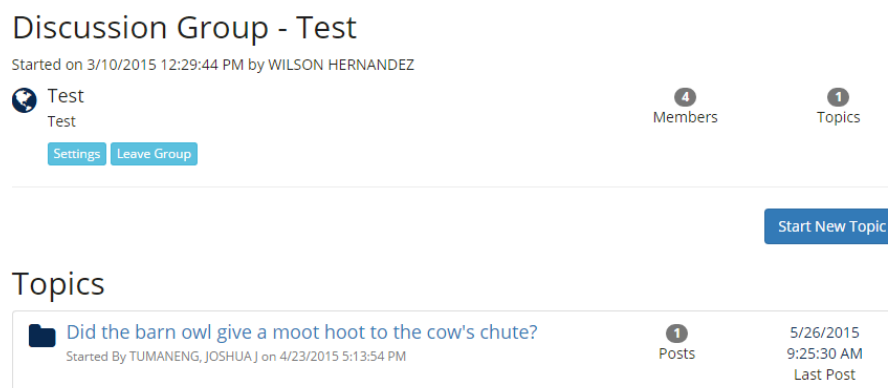 Discussion Group - Test
Started on 3/10/2015 12:29:44 PM by WILSON HERNANDEZ
Test
Test
4
Members
1
Topics
Settings Leave Group
Start New Topic
Topics
Did the barn owl give a moot hoot to the cow's chute?
Started By TUMANENG, JOSHUA J on 4/23/2015 5:13:54 PM
1
Posts
5/26/2015
9:25:30 AM
Last Post